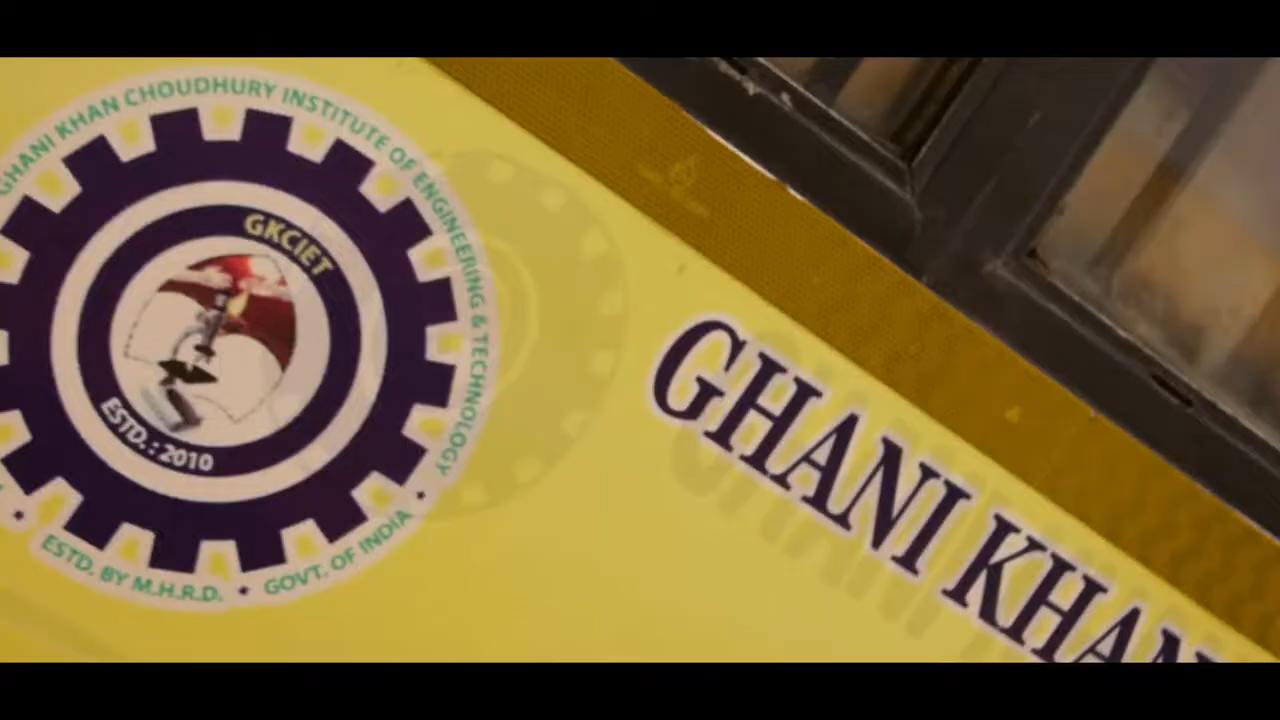 GHANI KHAN CHOUDHURY INSTITUTE OF ENGINEERING & TECHNOLOGY
GKCIET
ESTD. : 2010
ESTD. BY M.H.R.D. • GOVT. OF INDIA
GHANI KHAN